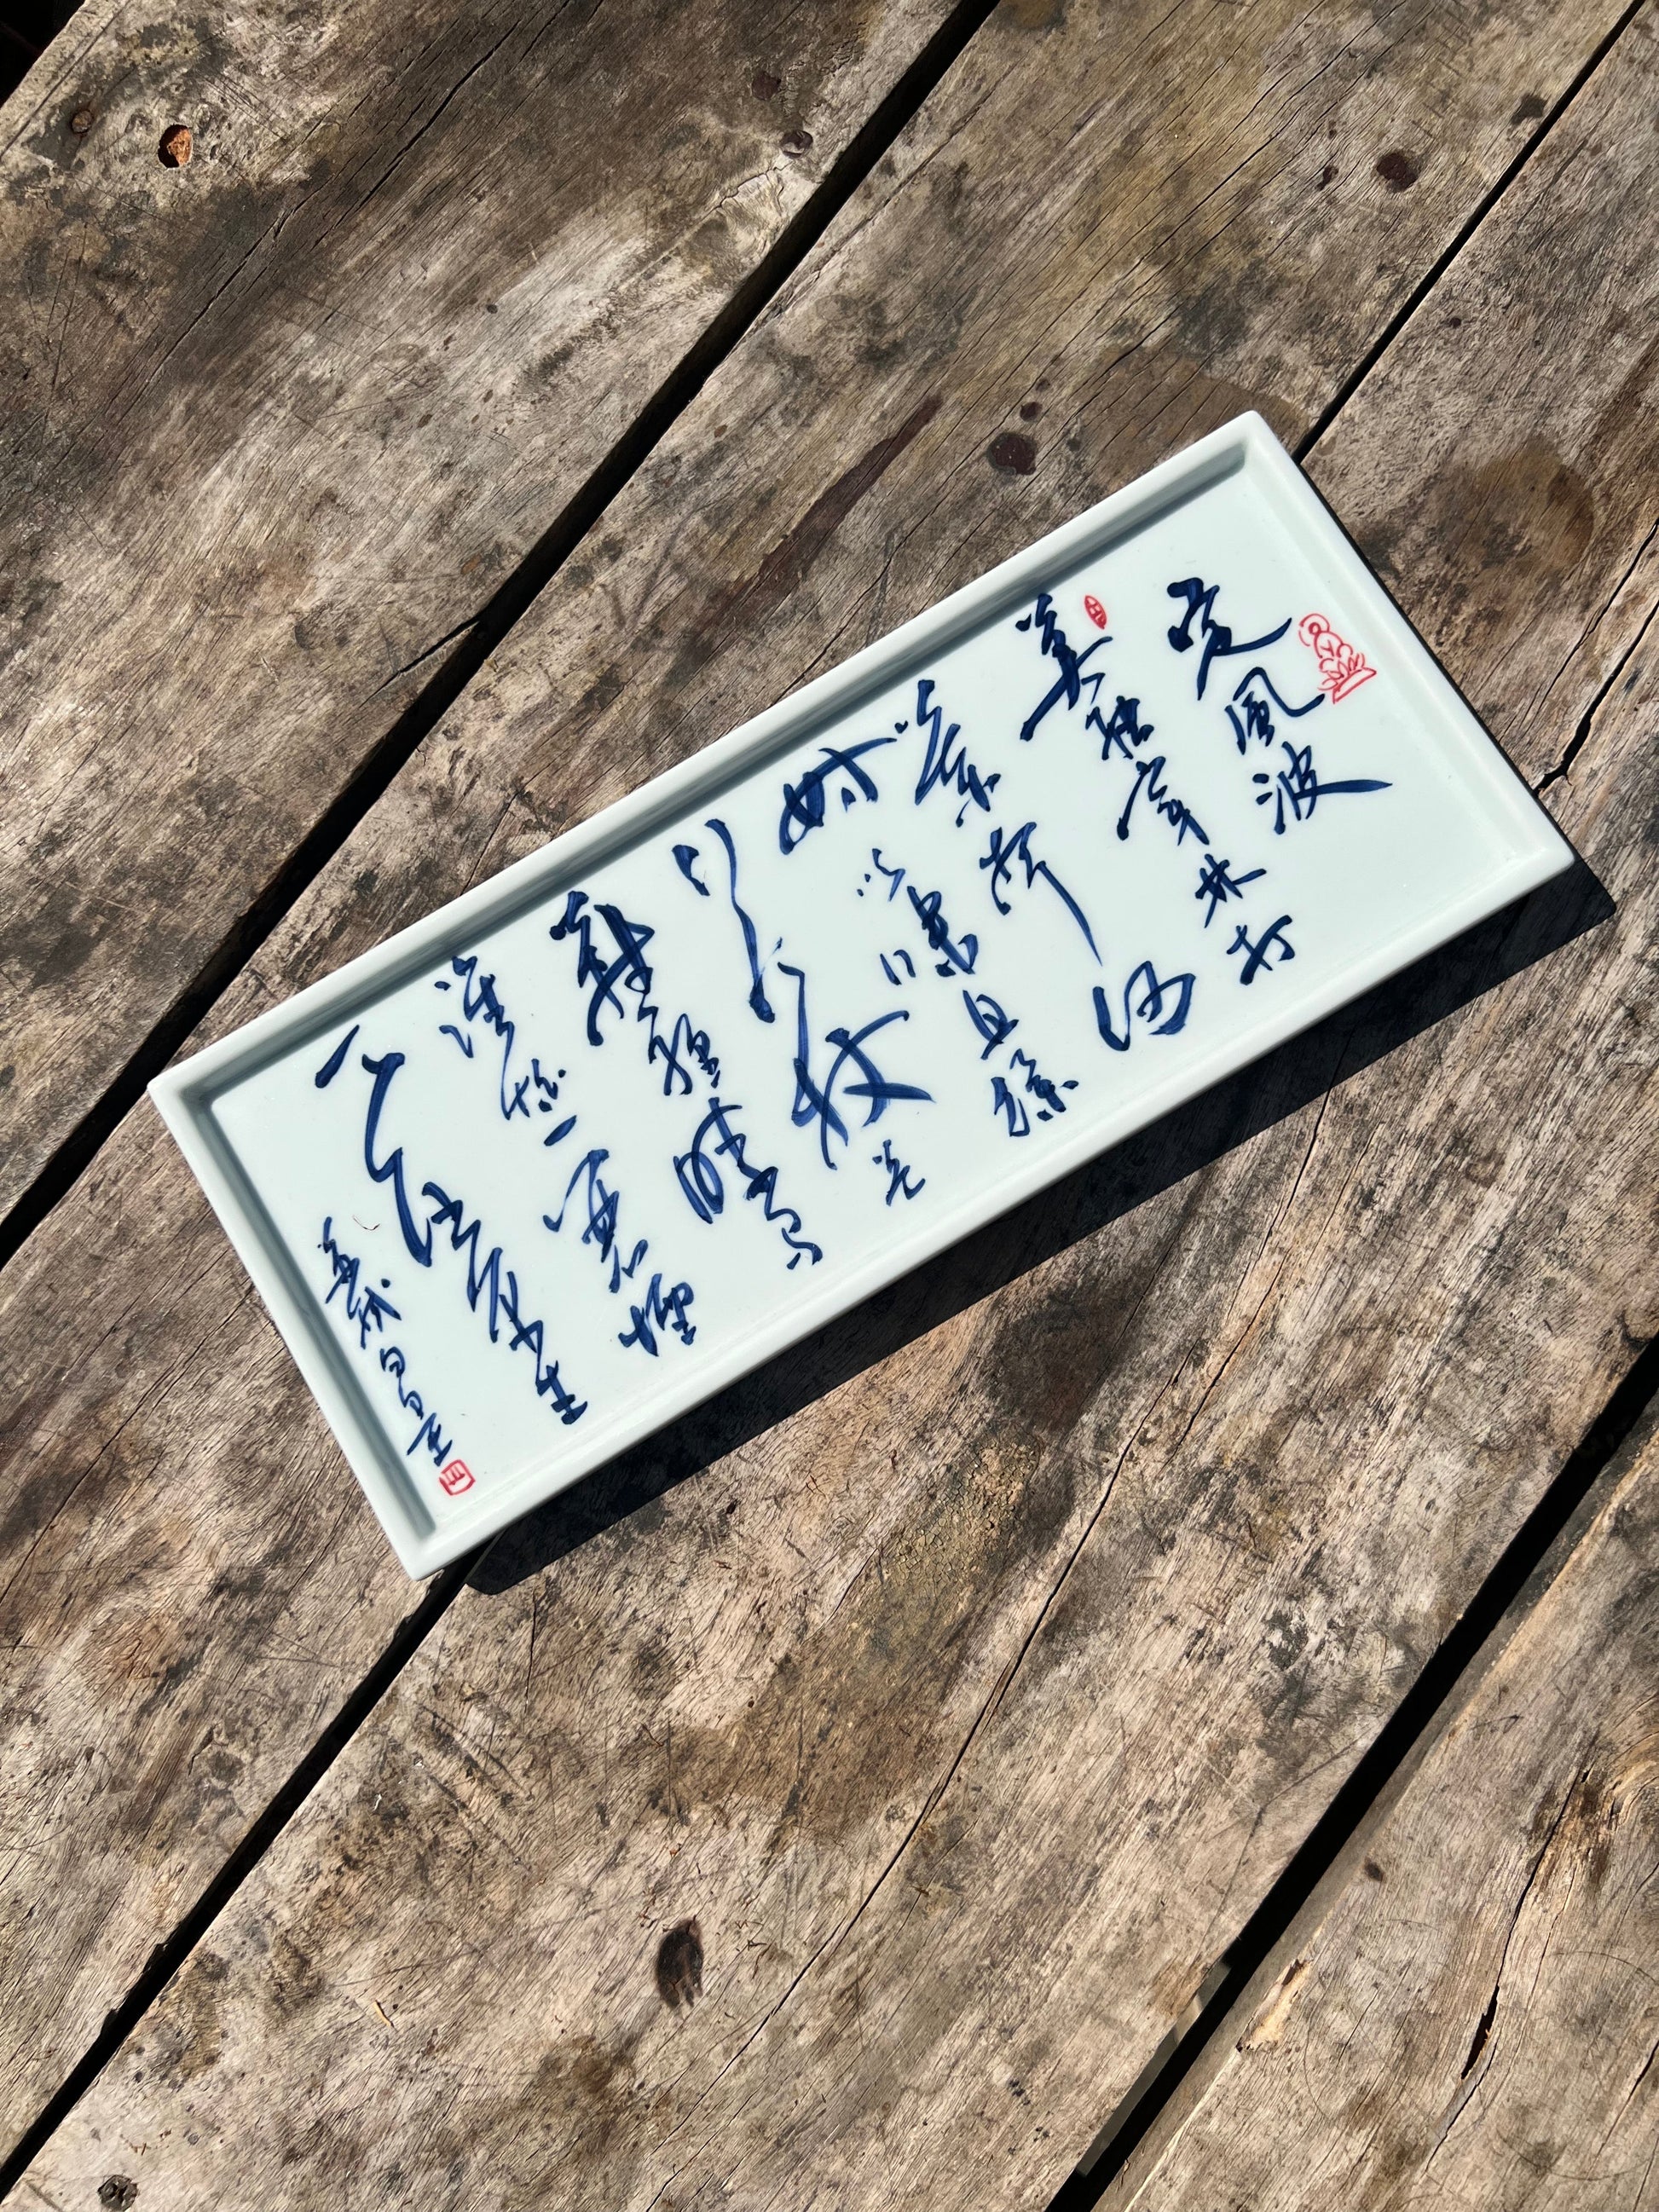 定風波
莫聽穿林打
葉聲何
妨吟嘯且徐
行竹杖芒
鞋輕勝馬
誰怕一蓑煙
雨任平生